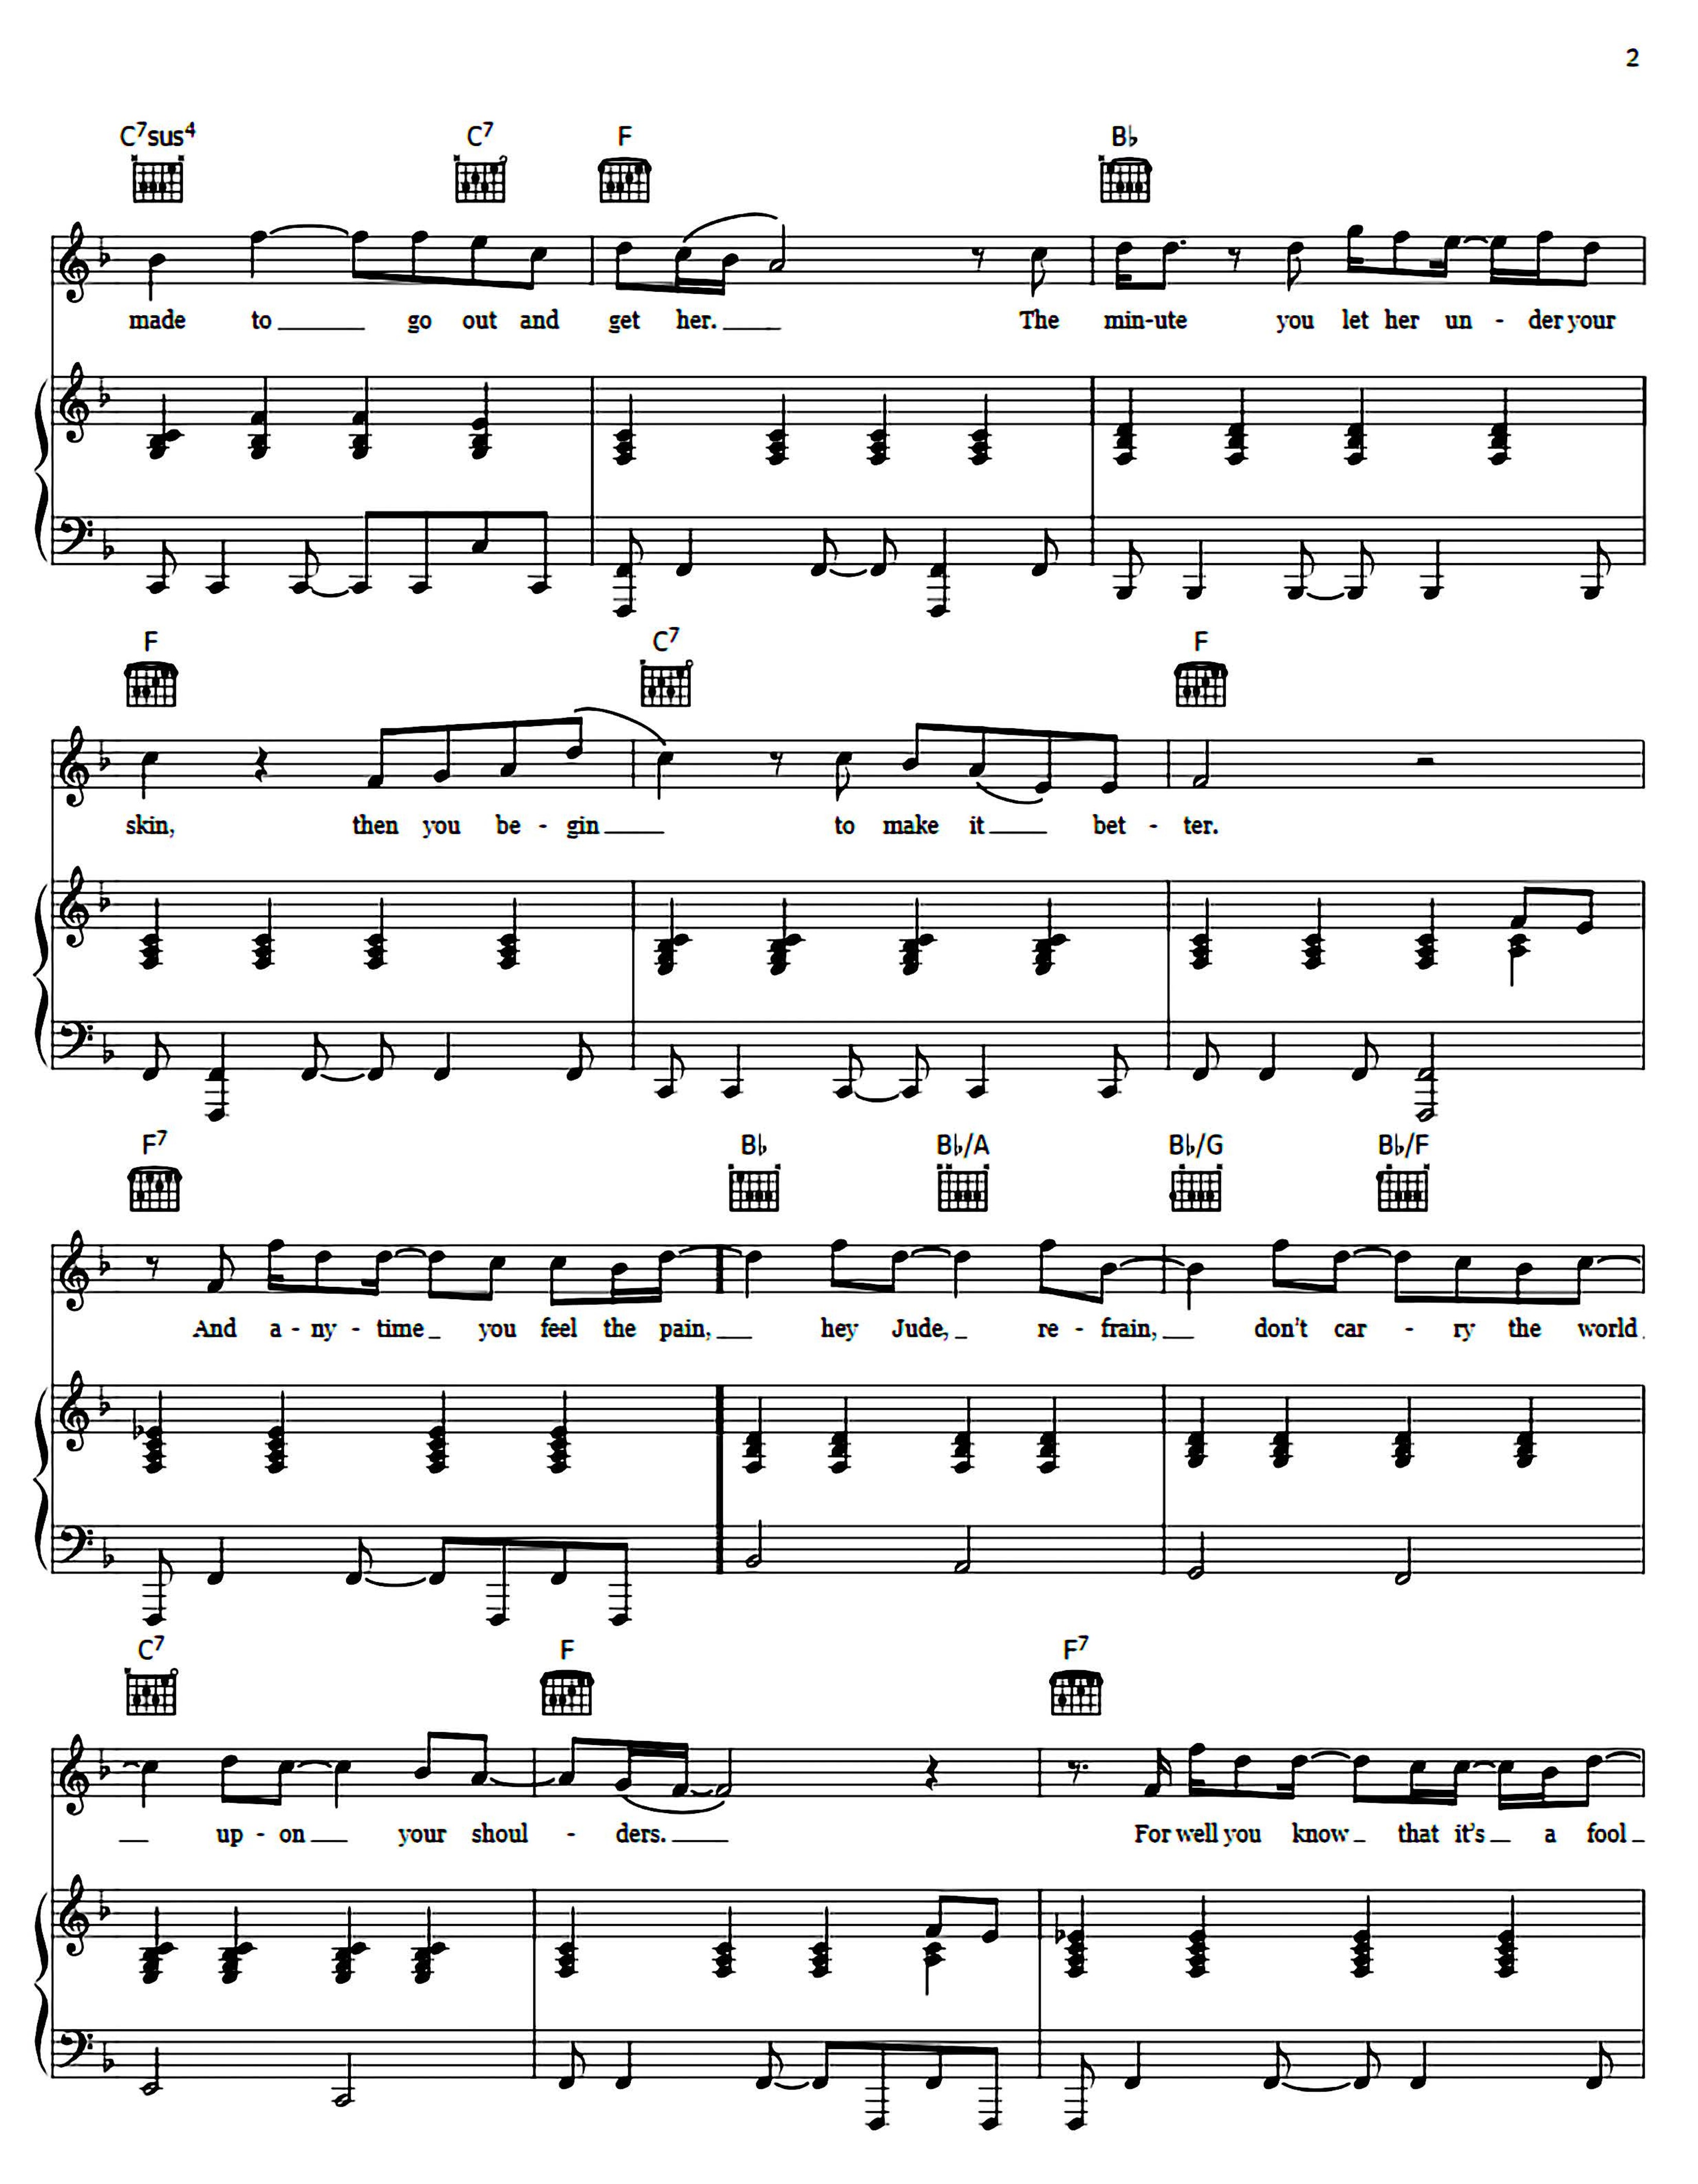 2
C7sus4 C7 F B♭
made to go out and get her. The min-ute you let her un - der your
F C7 F
skin, then you be - gin to make it bet - ter.
F7 B♭ B♭/A B♭/G B♭/F
And a - ny - time you feel the pain, hey Jude, re - frain, don't car - ry the world
C7 F F7
up - on your shoul - ders. For well you know that it's a fool